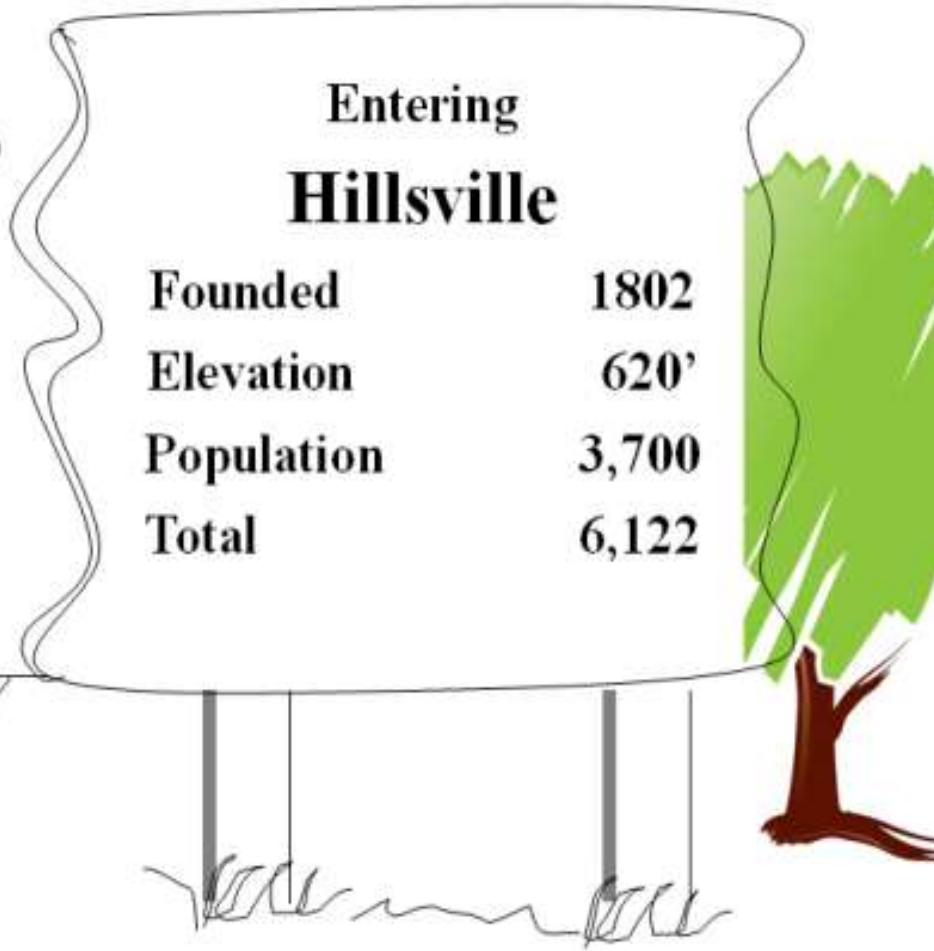 Entering
Hillsville
Founded 1802
Elevation 620’
Population 3,700
Total 6,122